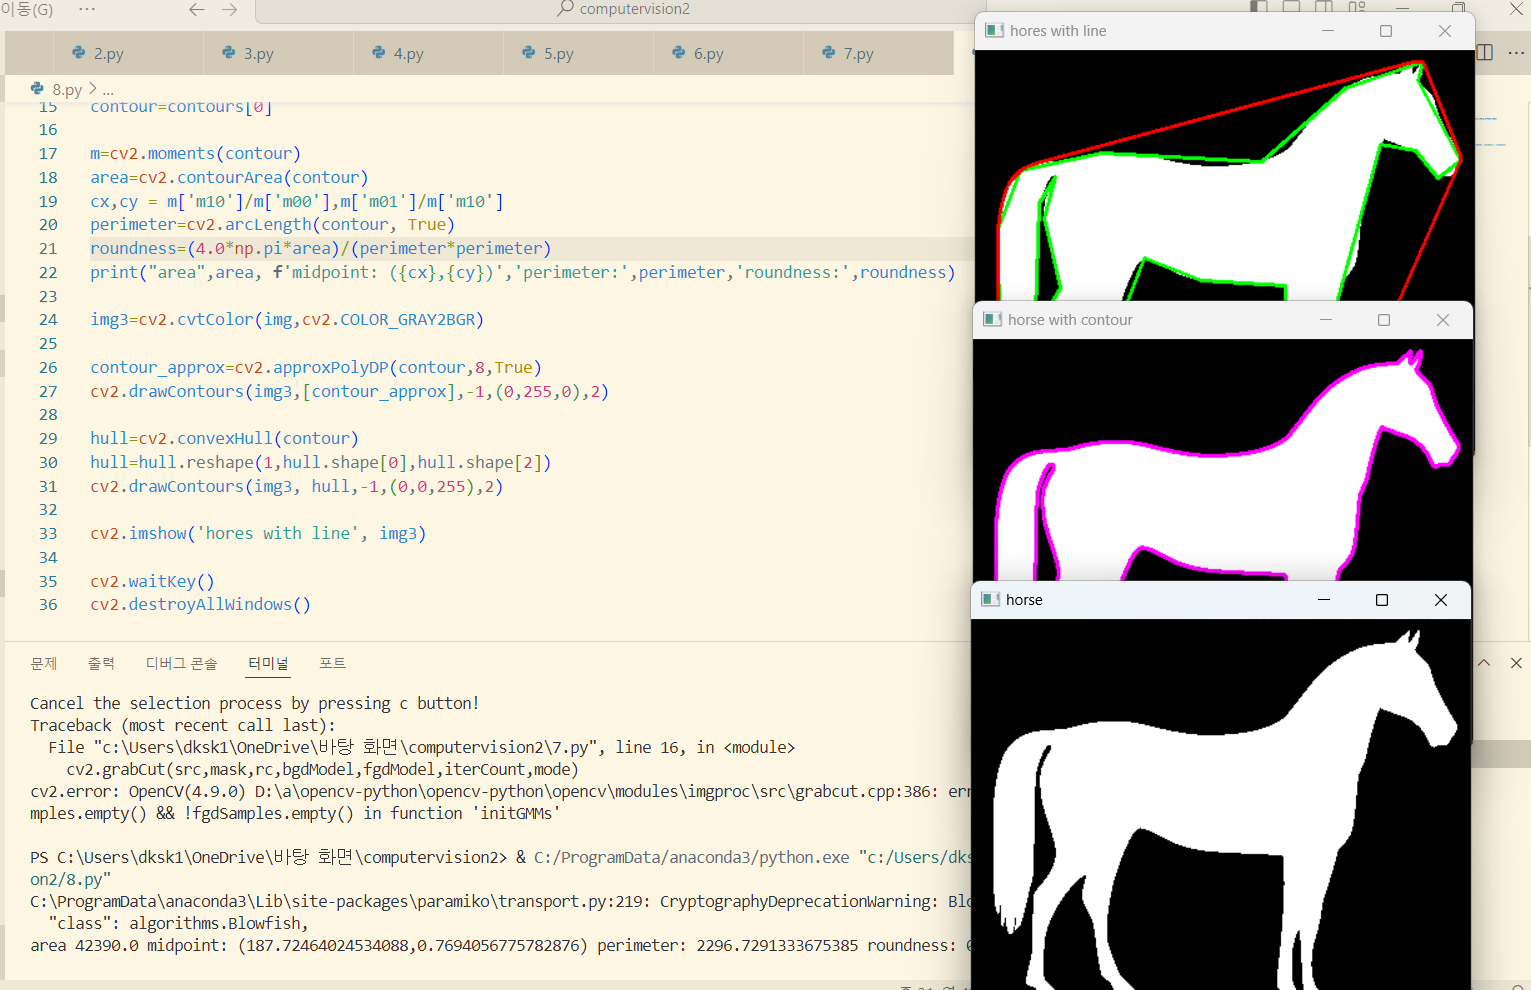 이동(G) ···
computervision2
2.py
3.py
4.py
5.py
6.py
7.py
8.py > ...
15 contour=contours[0]
16
17 m=cv2.moments(contour)
18 area=cv2.contourArea(contour)
19 cx,cy = m['m10']/m['m00'],m['m01']/m['m10']
20 perimeter=cv2.arcLength(contour, True)
21 roundness=(4.0*np.pi*area)/(perimeter*perimeter)
22 print("area",area, f'midpoint: ({cx},{cy})','perimeter:',perimeter,'roundness:',roundness)
23
24 img3=cv2.cvtColor(img,cv2.COLOR_GRAY2BGR)
25
26 contour_approx=cv2.approxPolyDP(contour,8,True)
27 cv2.drawContours(img3,[contour_approx],-1,(0,255,0),2)
28
29 hull=cv2.convexHull(contour)
30 hull=hull.reshape(1,hull.shape[0],hull.shape[2])
31 cv2.drawContours(img3, hull,-1,(0,0,255),2)
32
33 cv2.imshow('hores with line', img3)
34
35 cv2.waitKey()
36 cv2.destroyAllWindows()
문제 출력 디버그 콘솔 터미널 포트
Cancel the selection process by pressing c button!
Traceback (most recent call last):
File "c:\Users\dksk1\OneDrive\바탕 화면\computervision2\7.py", line 16, in <module>
cv2.grabCut(src,mask,rc,bgdModel,fgdModel,iterCount,mode)
cv2.error: OpenCV(4.9.0) D:\a\opencv-python\opencv-python\opencv\modules\imgproc\src\grabcut.cpp:386: err
mples.empty() && !fgdSamples.empty() in function 'initGMMs'
PS C:\Users\dksk1\OneDrive\바탕 화면\computervision2> & C:/ProgramData/anaconda3/python.exe "c:/Users/dks
on2/8.py"
C:\ProgramData\anaconda3\Lib\site-packages\paramiko\transport.py:219: CryptographyDeprecationWarning: Blo
"class": algorithms.Blowfish,
area 42390.0 midpoint: (187.72464024534088,0.7694056775782876) perimeter: 2296.7291333675385 roundness: 0
hores with line
horse with contour
horse